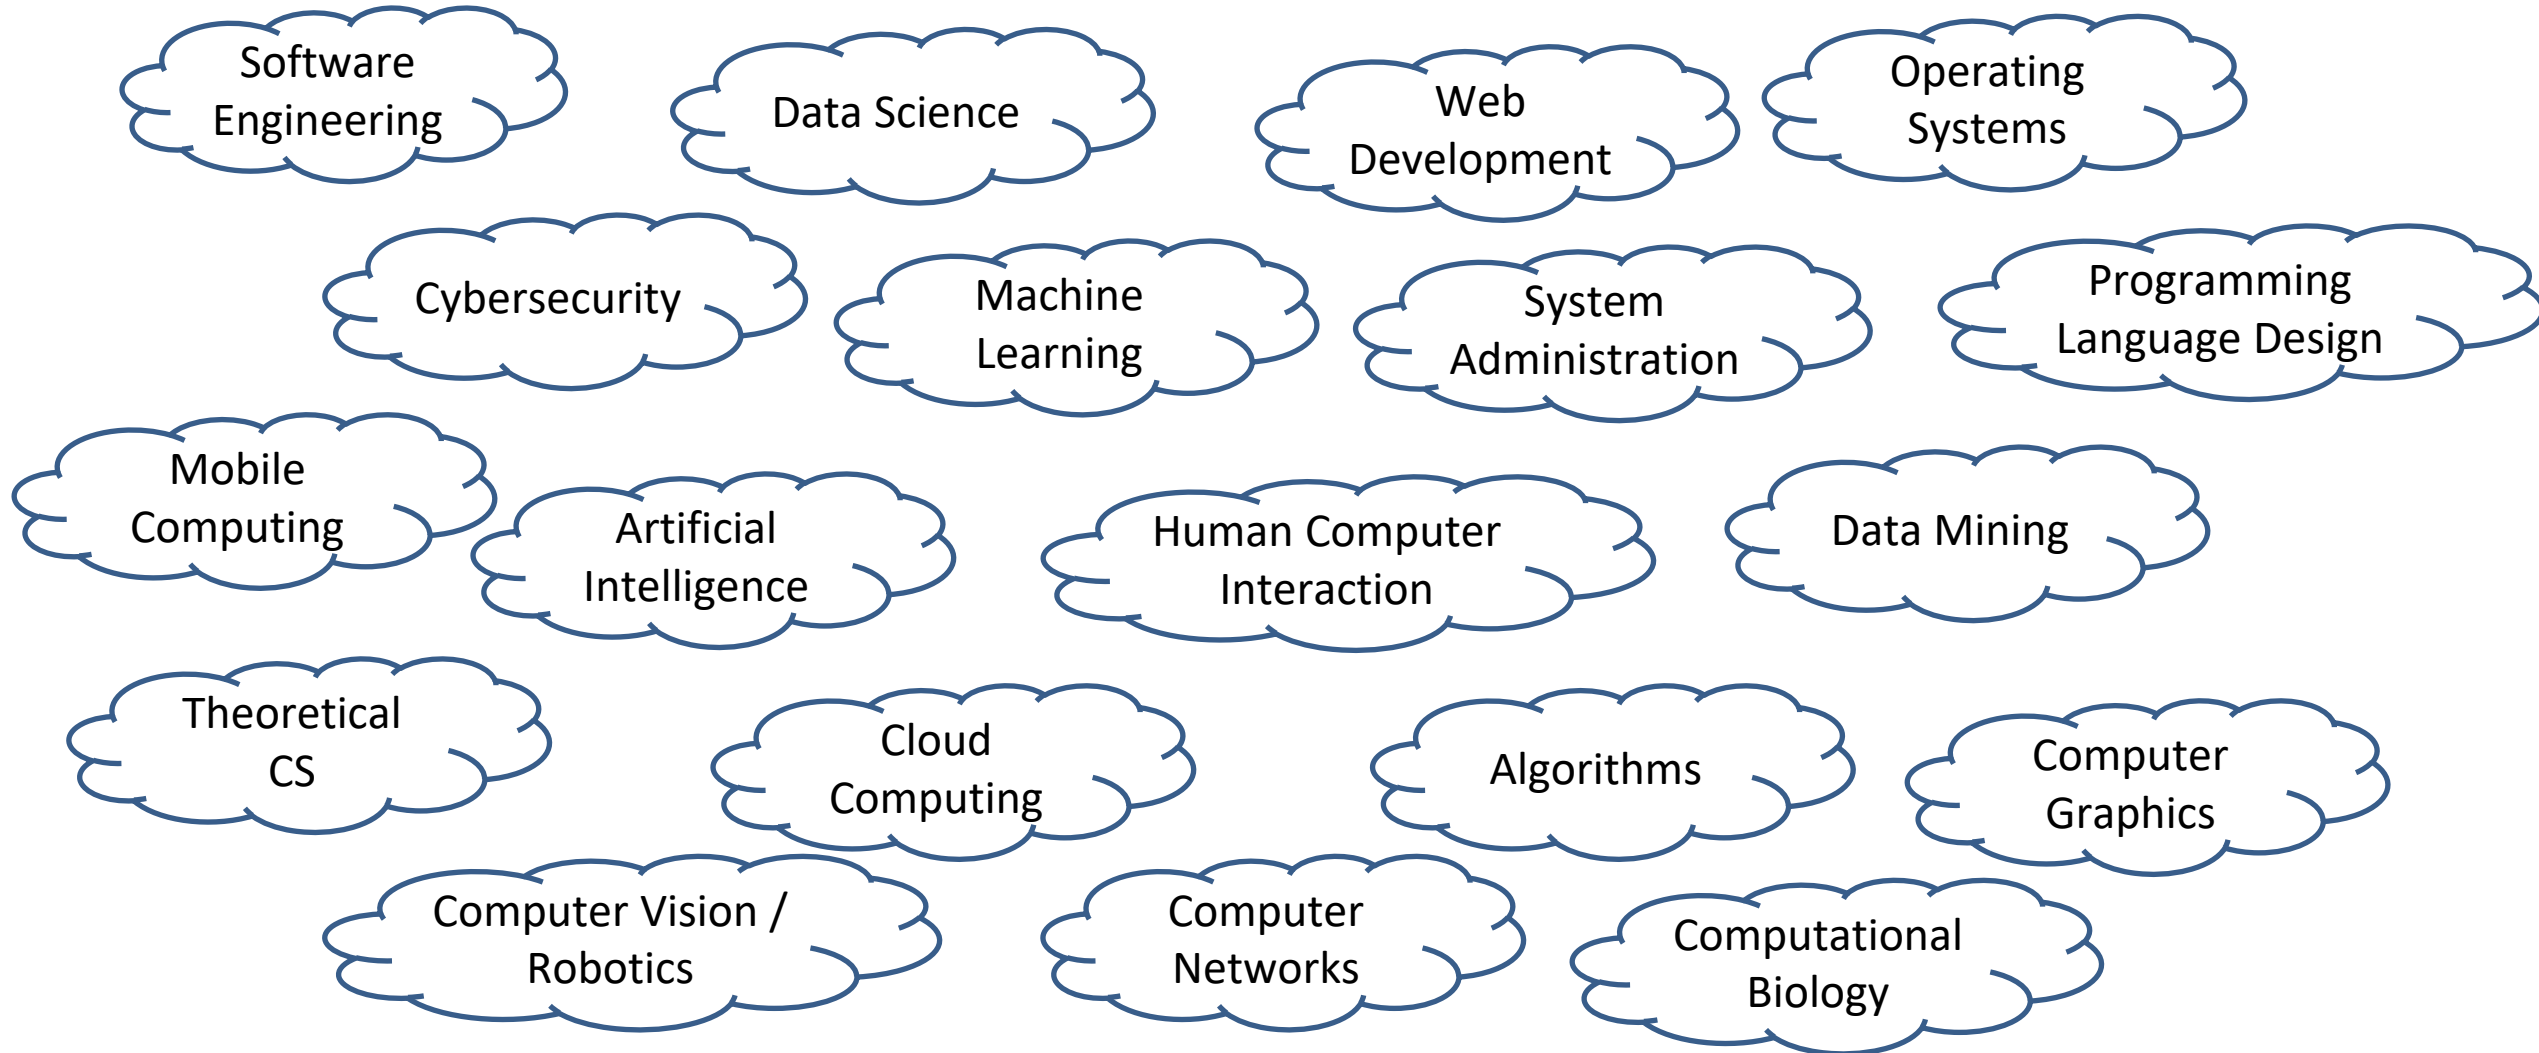 Software
Engineering
Data Science
Web
Development
Operating
Systems
Cybersecurity
Machine
Learning
System
Administration
Programming
Language Design
Mobile
Computing
Artificial
Intelligence
Human Computer
Interaction
Data Mining
Theoretical
CS
Cloud
Computing
Algorithms
Computer
Graphics
Computer Vision /
Robotics
Computer
Networks
Computational
Biology